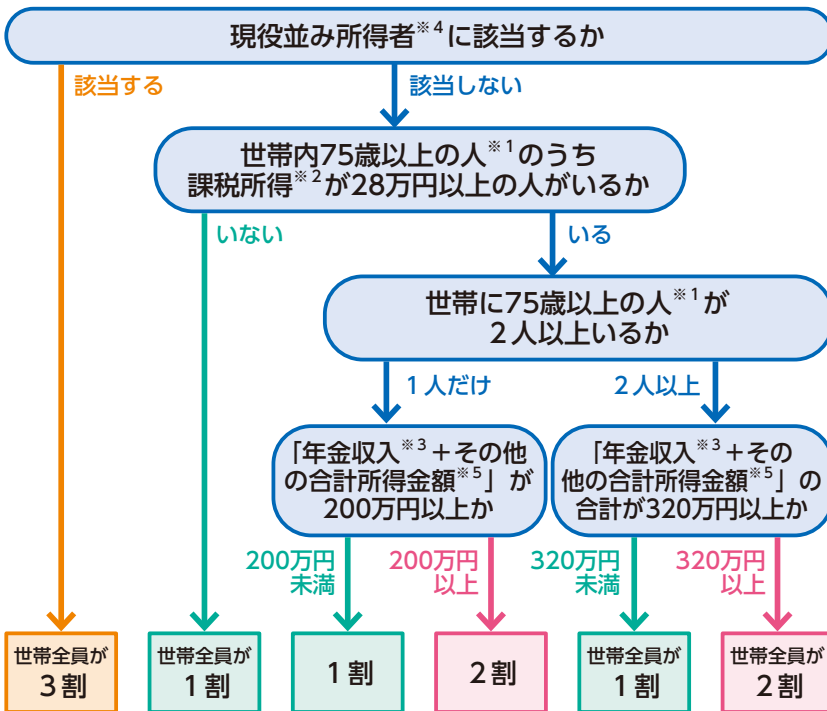 現役並み所得者※4に該当するか
該当する
該当しない
世帯内75歳以上の人※1のうち
課税所得※2が28万円以上の人がいるか
いない
いる
世帯に75歳以上の人※1が
2人以上いるか
1人だけ
2人以上
「年金収入※3＋その他
の合計所得金額※5」が
200万円以上か
「年金収入※3＋その
他の合計所得金額※5」の
合計が320万円以上か
200万円
未満
200万円
以上
320万円
未満
320万円
以上
世帯全員が
3割
世帯全員が
1割
1割
2割
世帯全員が
1割
世帯全員が
2割